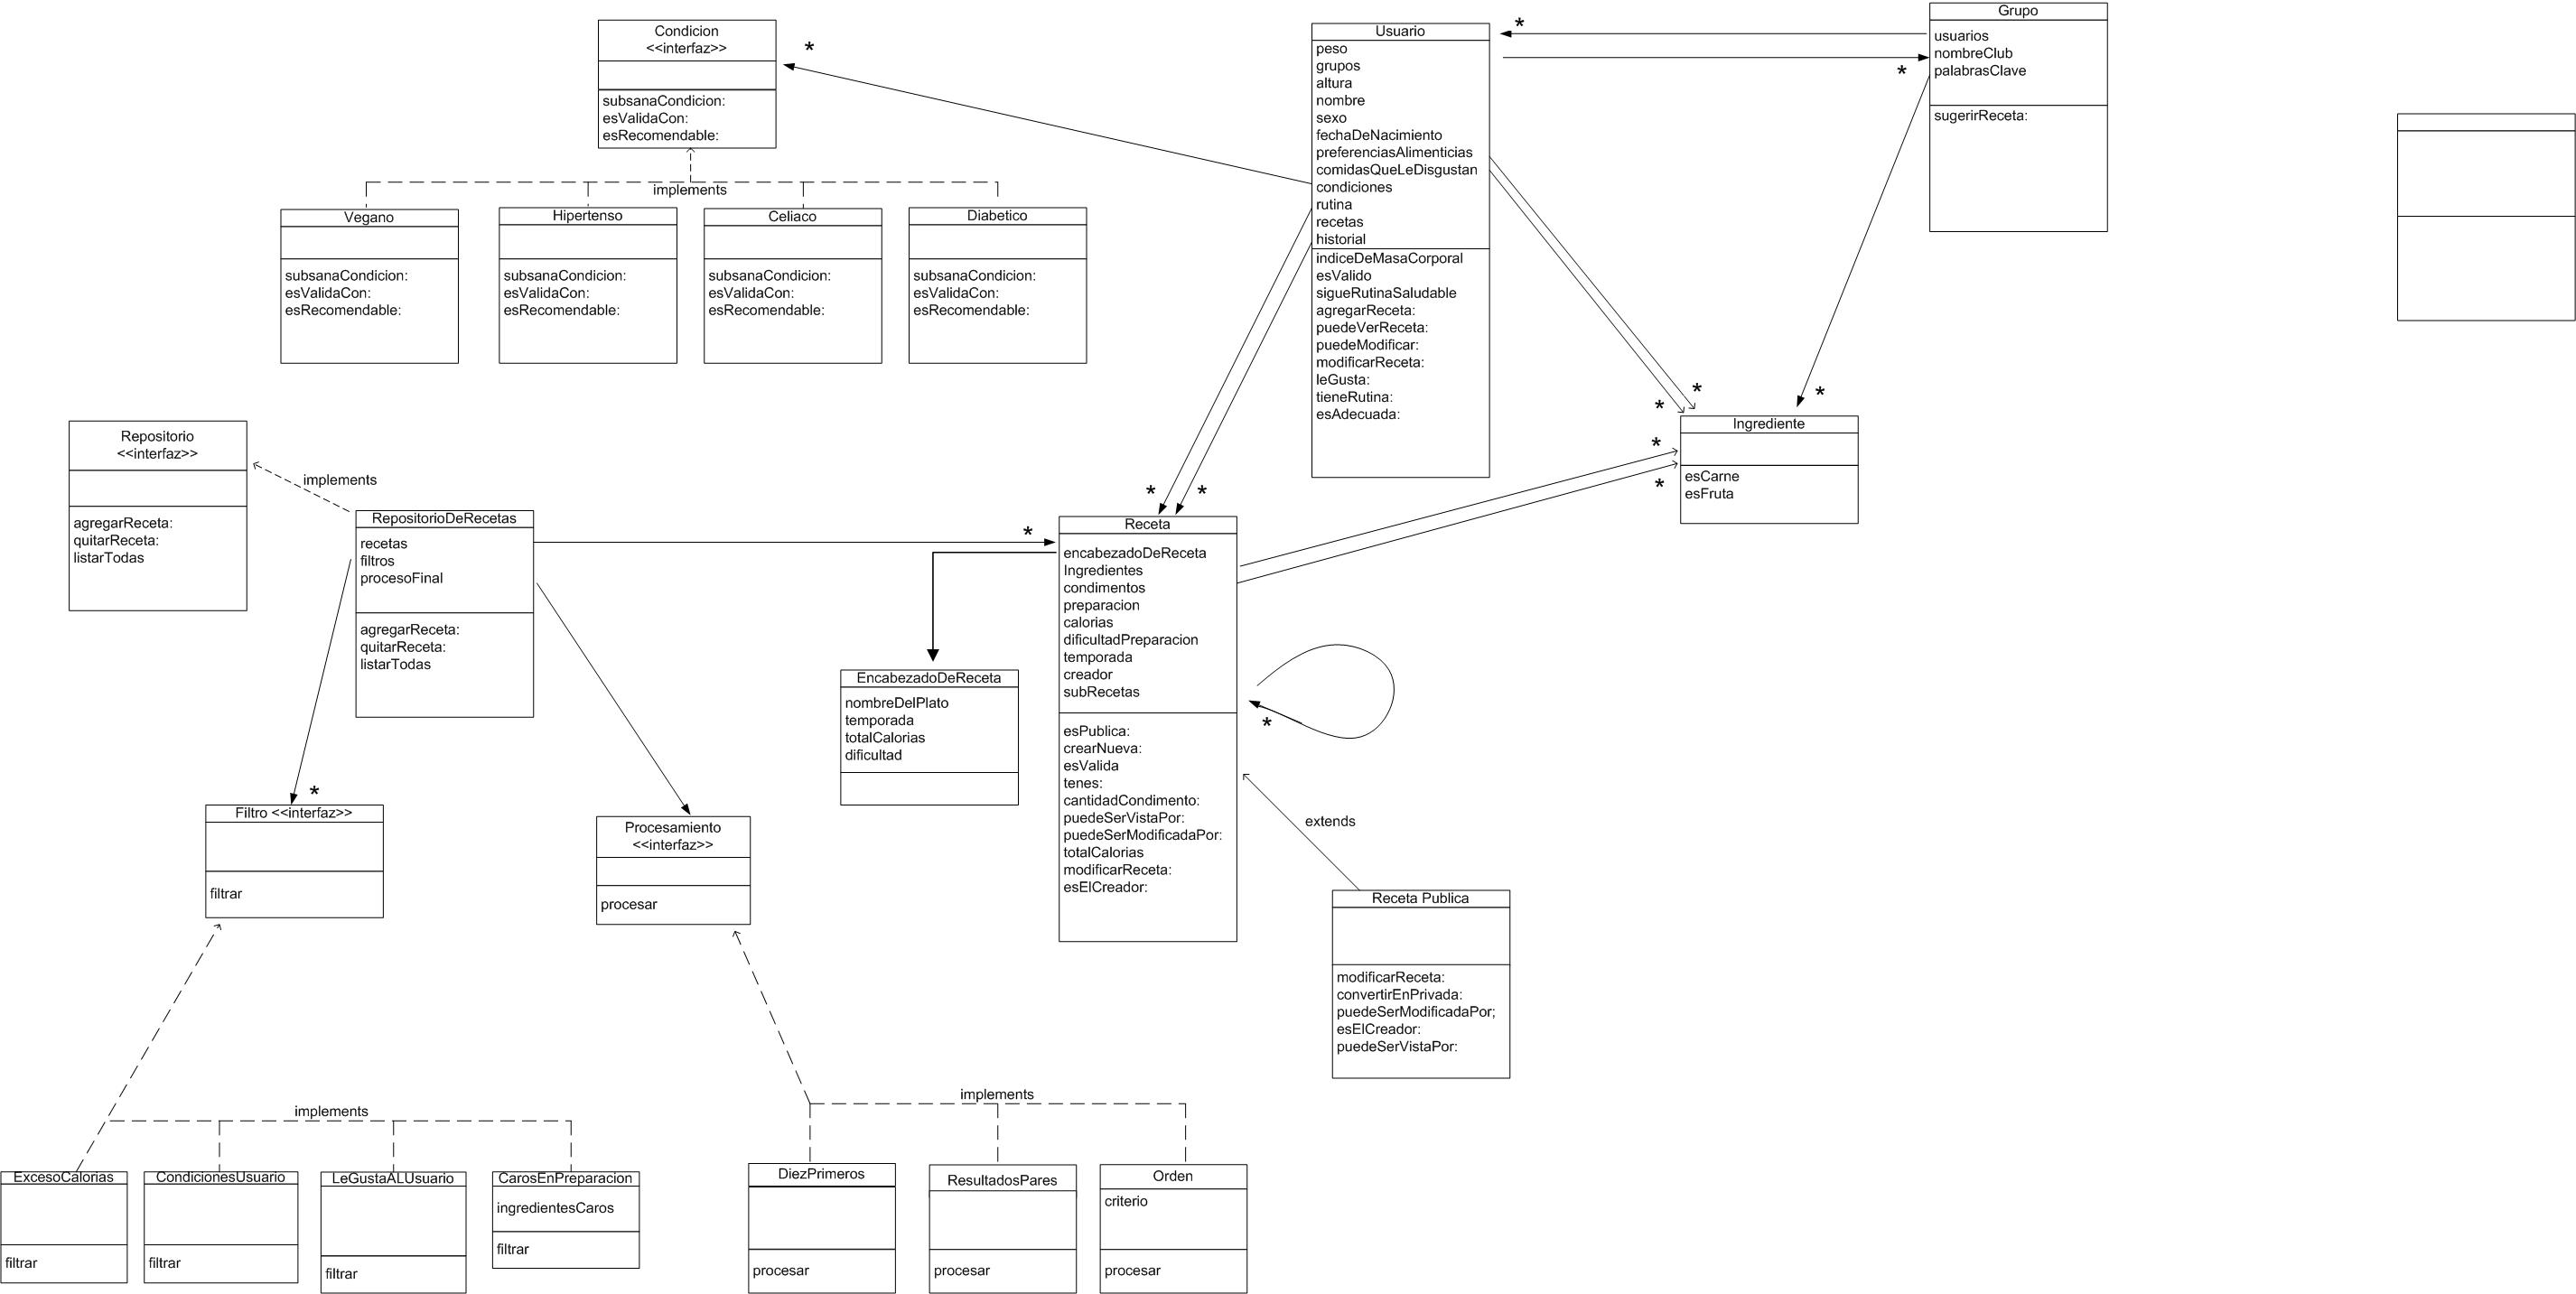 Condicion
<<interfaz>>
subsanaCondicion:
esValidaCon:
esRecomendable:
*
implements
Vegano
subsanaCondicion:
esValidaCon:
esRecomendable:
Hipertenso
subsanaCondicion:
esValidaCon:
esRecomendable:
Celiaco
subsanaCondicion:
esValidaCon:
esRecomendable:
Diabetico
subsanaCondicion:
esValidaCon:
esRecomendable:
Usuario
peso
grupos
altura
nombre
sexo
fechaDeNacimiento
preferenciasAlimenticias
comidasQueLeDisgustan
condiciones
rutina
recetas
historial
indiceDeMasaCorporal
esValido
sigueRutinaSaludable
agregarReceta:
puedeVerReceta:
puedeModificar:
modificarReceta:
leGusta:
tieneRutina:
esAdecuada:
*
*
Grupo
usuarios
nombreClub
palabrasClave
sugerirReceta:
*
*
*
Ingrediente
esCarne
esFruta
*
*
Repositorio
<<interfaz>>
agregarReceta:
quitarReceta:
listarTodas
implements
RepositorioDeRecetas
recetas
filtros
procesoFinal
agregarReceta:
quitarReceta:
listarTodas
*
*
*
Receta
encabezadoDeReceta
Ingredientes
condimentos
preparacion
calorias
dificultadPreparacion
temporada
creador
subRecetas
esPublica:
crearNueva:
esValida
tenes:
cantidadCondimento:
puedeSerVistaPor:
puedeSerModificadaPor:
totalCalorias
modificarReceta:
esElCreador:
*
EncabezadoDeReceta
nombreDelPlato
temporada
totalCalorias
dificultad
*
Filtro <<interfaz>>
filtrar
Procesamiento
<<interfaz>>
procesar
extends
Receta Publica
modificarReceta:
convertirEnPrivada:
puedeSerModificadaPor;
esElCreador:
puedeSerVistaPor:
implements
ExcesoCalorias
filtrar
CondicionesUsuario
filtrar
LeGustaALUsuario
filtrar
CarosEnPreparacion
ingredientesCaros
filtrar
implements
DiezPrimeros
procesar
ResultadosPares
procesar
Orden
criterio
procesar